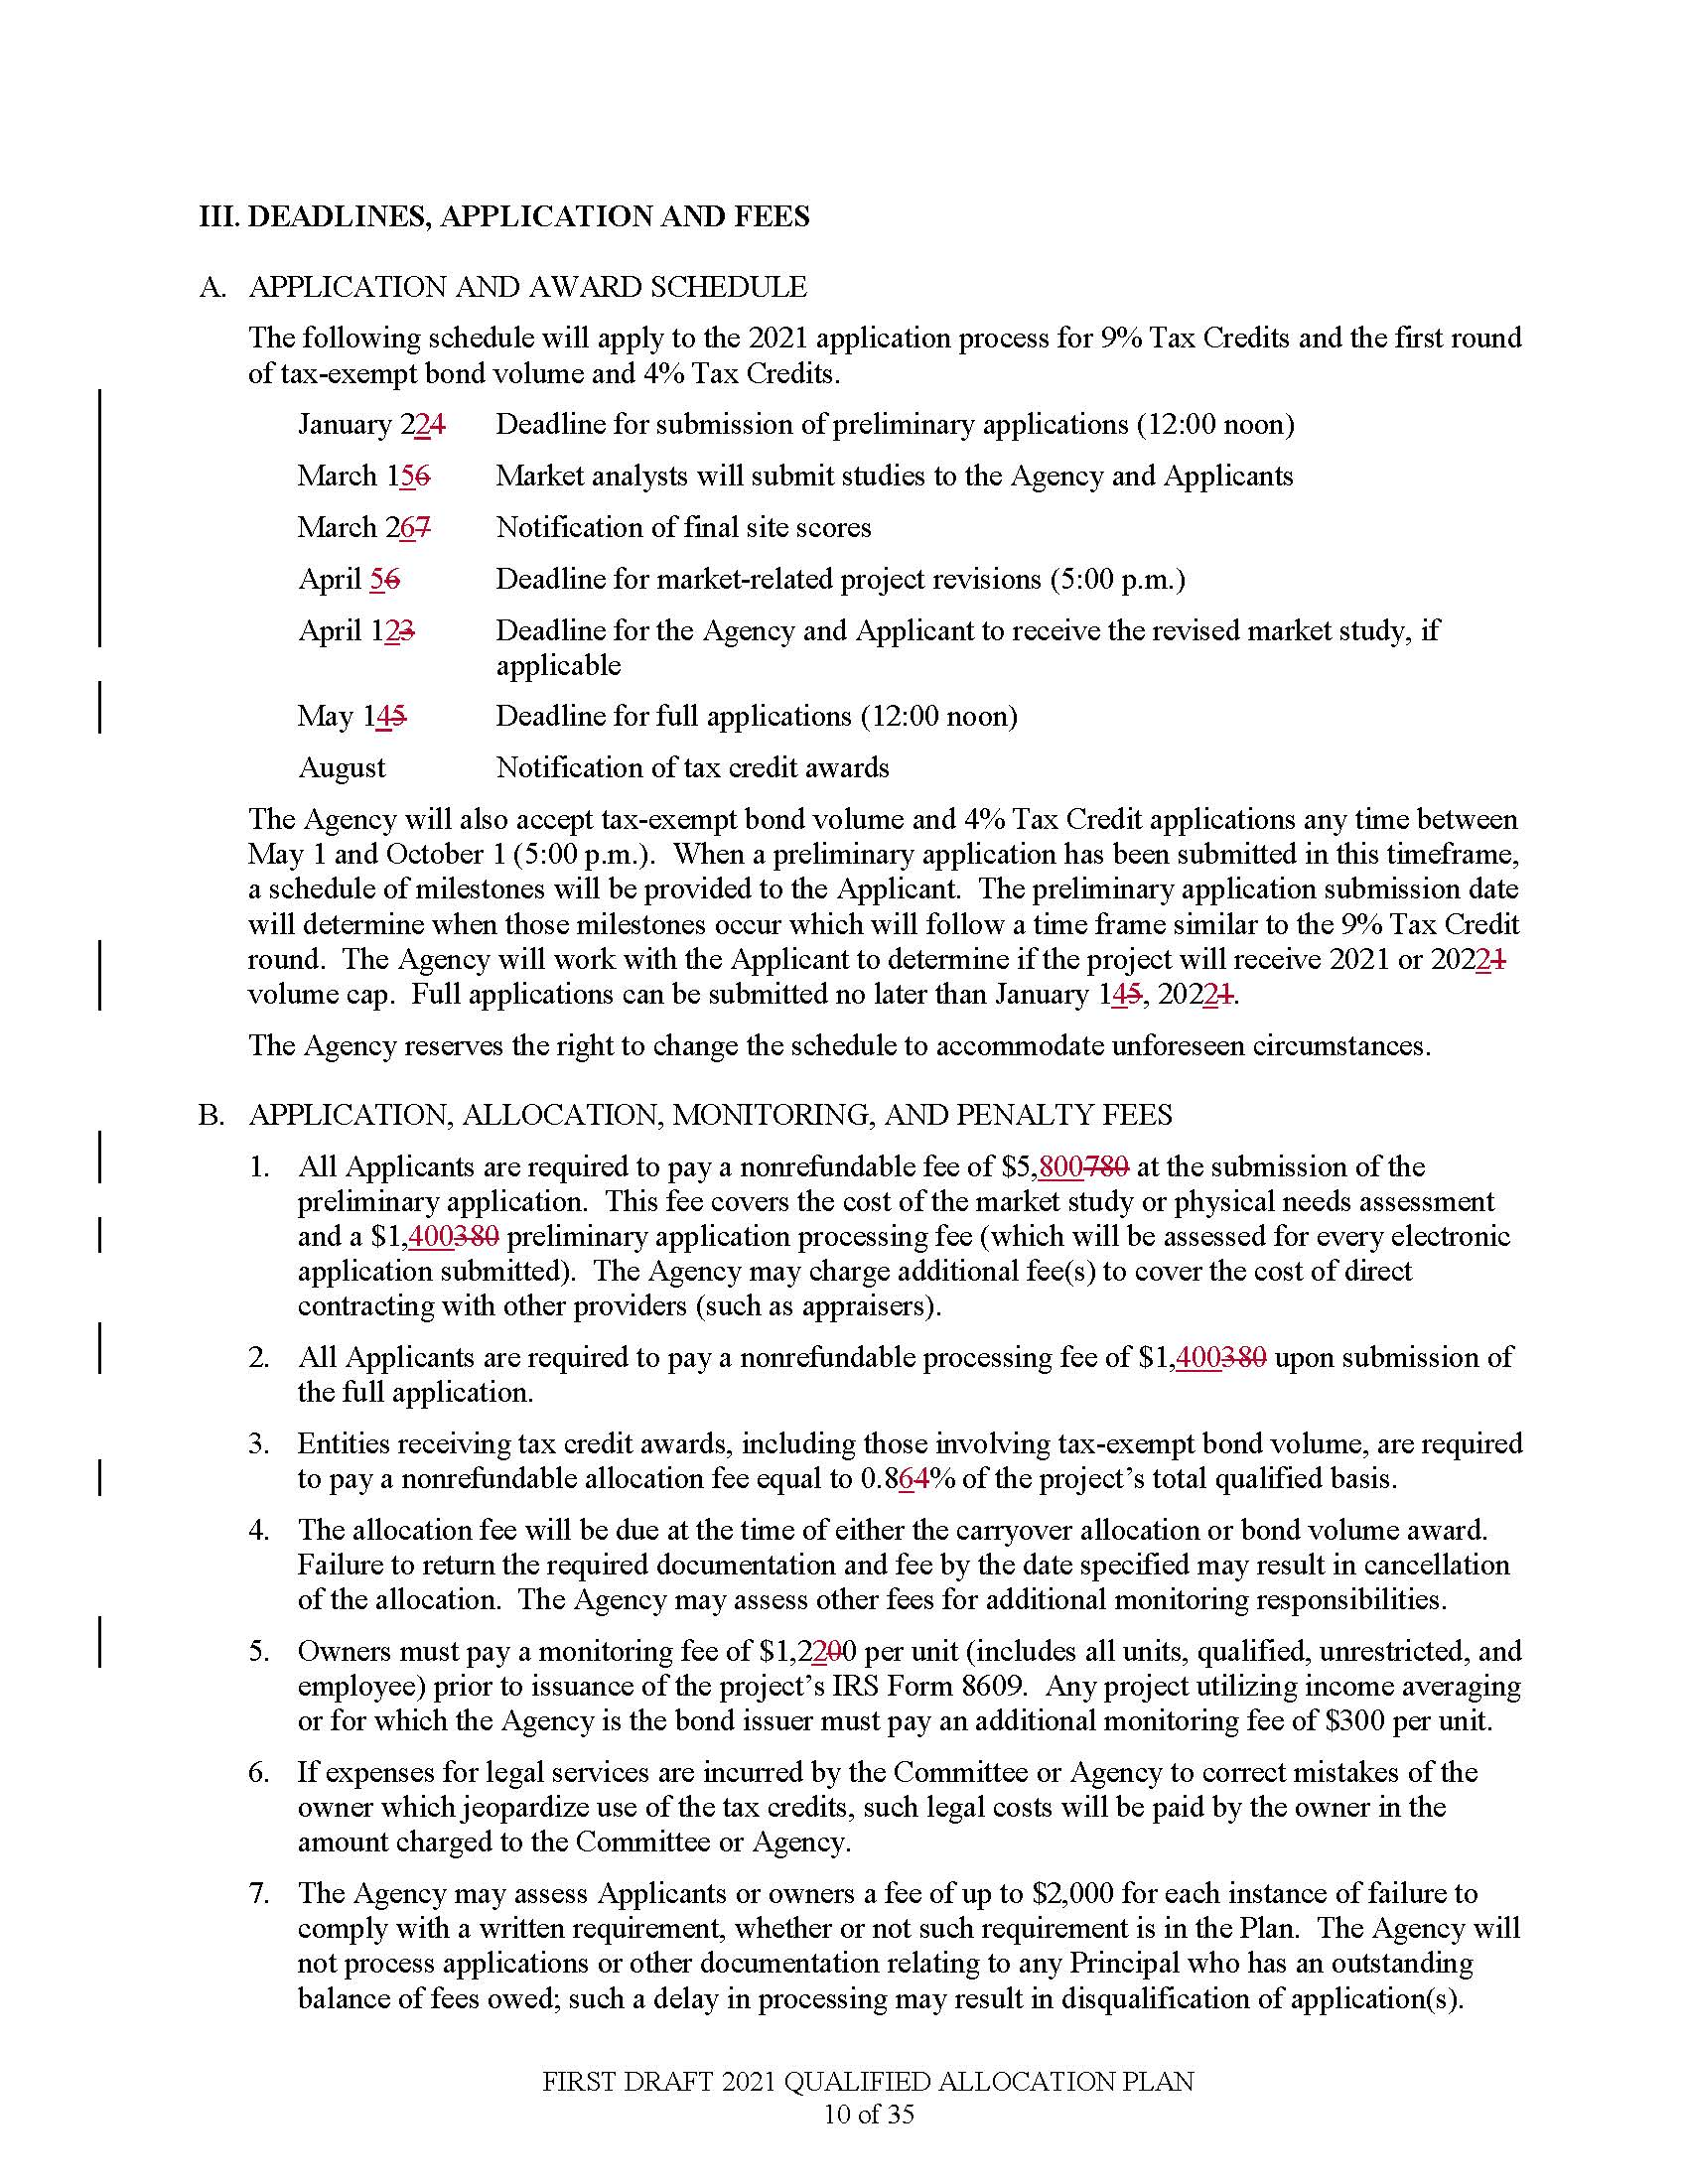 III. DEADLINES, APPLICATION AND FEES
A. APPLICATION AND AWARD SCHEDULE
The following schedule will apply to the 2021 application process for 9% Tax Credits and the first round
of tax-exempt bond volume and 4% Tax Credits.
January 224 Deadline for submission of preliminary applications (12:00 noon)
March 156 Market analysts will submit studies to the Agency and Applicants
March 267 Notification of final site scores
April 56 Deadline for market-related project revisions (5:00 p.m.)
April 123 Deadline for the Agency and Applicant to receive the revised market study, if
applicable
May 145 Deadline for full applications (12:00 noon)
August Notification of tax credit awards
The Agency will also accept tax-exempt bond volume and 4% Tax Credit applications any time between
May 1 and October 1 (5:00 p.m.). When a preliminary application has been submitted in this timeframe,
a schedule of milestones will be provided to the Applicant. The preliminary application submission date
will determine when those milestones occur which will follow a time frame similar to the 9% Tax Credit
round. The Agency will work with the Applicant to determine if the project will receive 2021 or 20221
volume cap. Full applications can be submitted no later than January 145, 20221.
The Agency reserves the right to change the schedule to accommodate unforeseen circumstances.
B. APPLICATION, ALLOCATION, MONITORING, AND PENALTY FEES
1. All Applicants are required to pay a nonrefundable fee of $5,800780 at the submission of the
preliminary application. This fee covers the cost of the market study or physical needs assessment
and a $1,400380 preliminary application processing fee (which will be assessed for every electronic
application submitted). The Agency may charge additional fee(s) to cover the cost of direct
contracting with other providers (such as appraisers).
2. All Applicants are required to pay a nonrefundable processing fee of $1,400380 upon submission of
the full application.
3. Entities receiving tax credit awards, including those involving tax-exempt bond volume, are required
to pay a nonrefundable allocation fee equal to 0.864% of the project’s total qualified basis.
4. The allocation fee will be due at the time of either the carryover allocation or bond volume award.
Failure to return the required documentation and fee by the date specified may result in cancellation
of the allocation. The Agency may assess other fees for additional monitoring responsibilities.
5. Owners must pay a monitoring fee of $1,2200 per unit (includes all units, qualified, unrestricted, and
employee) prior to issuance of the project’s IRS Form 8609. Any project utilizing income averaging
or for which the Agency is the bond issuer must pay an additional monitoring fee of $300 per unit.
6. If expenses for legal services are incurred by the Committee or Agency to correct mistakes of the
owner which jeopardize use of the tax credits, such legal costs will be paid by the owner in the
amount charged to the Committee or Agency.
7. The Agency may assess Applicants or owners a fee of up to $2,000 for each instance of failure to
comply with a written requirement, whether or not such requirement is in the Plan. The Agency will
not process applications or other documentation relating to any Principal who has an outstanding
balance of fees owed; such a delay in processing may result in disqualification of application(s).
FIRST DRAFT 2021 QUALIFIED ALLOCATION PLAN
10 of 35